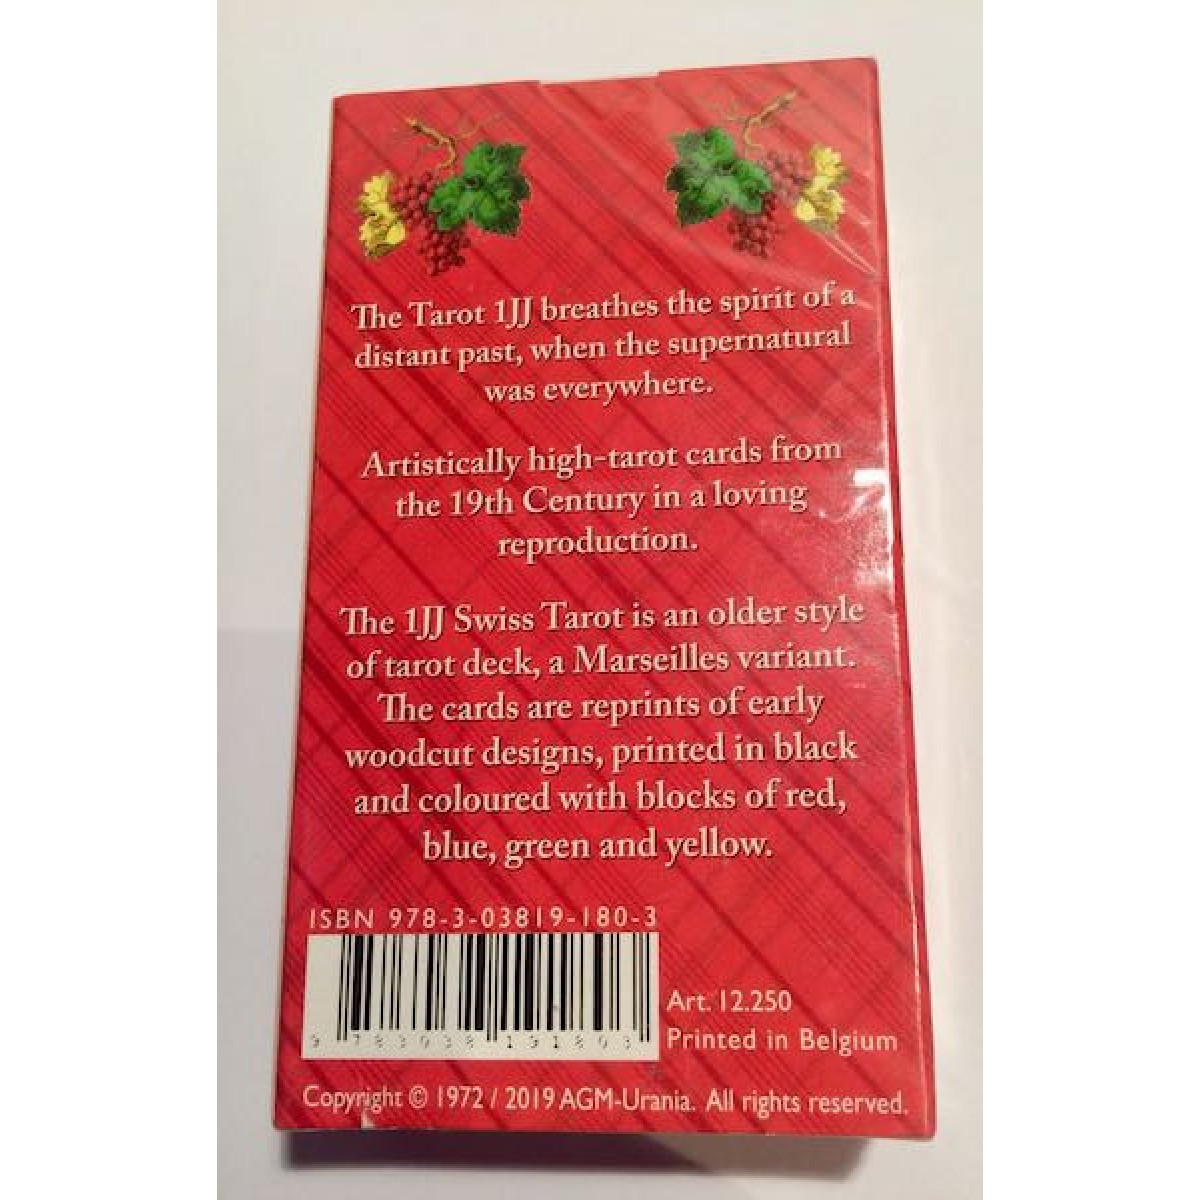 The Tarot 1JJ breathes the spirit of a
distant past, when the supernatural
was everywhere.
Artistically high-tarot cards from
the 19th Century in a loving
reproduction.
The 1JJ Swiss Tarot is an older style
of tarot deck, a Marseilles variant.
The cards are reprints of early
woodcut designs, printed in black
and coloured with blocks of red,
blue, green and yellow.
ISBN 978-3-03819-180-3
9 783038 191803
Art. 12.250
Printed in Belgium
Copyright © 1972 / 2019 AGM-Urania. All rights reserved.